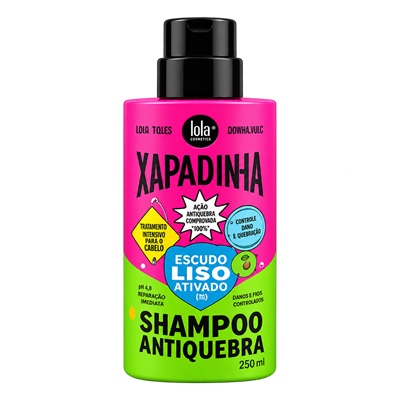 LOLA TOLES
lola
COSMETICS
DOWHA.VULC
XAPADINHA
AÇÃO
ANTIQUEBRA
COMPROVADA
"100%"
TRATAMENTO
INTENSIVO
PARA O
CABELO
CONTROLE
DANO
E QUEBRAÇÃO
ESCUDO
LISO
ATIVADO
(m)
pH 4,8
REPARAÇÃO
IMEDIATA
DANOS E FIOS
CONTROLADOS
SHAMPOO
ANTIQUEBRA
250 ml